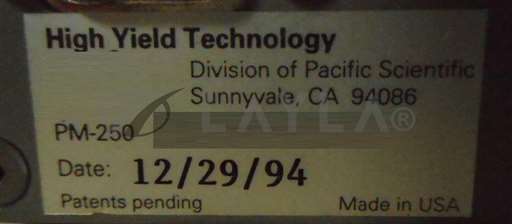 High Yield Technology
Division of Pacific Scientific
Sunnyvale, CA 94086
LAYLA®
PM-250
Date: 12/29/94
Patents pending Made in USA